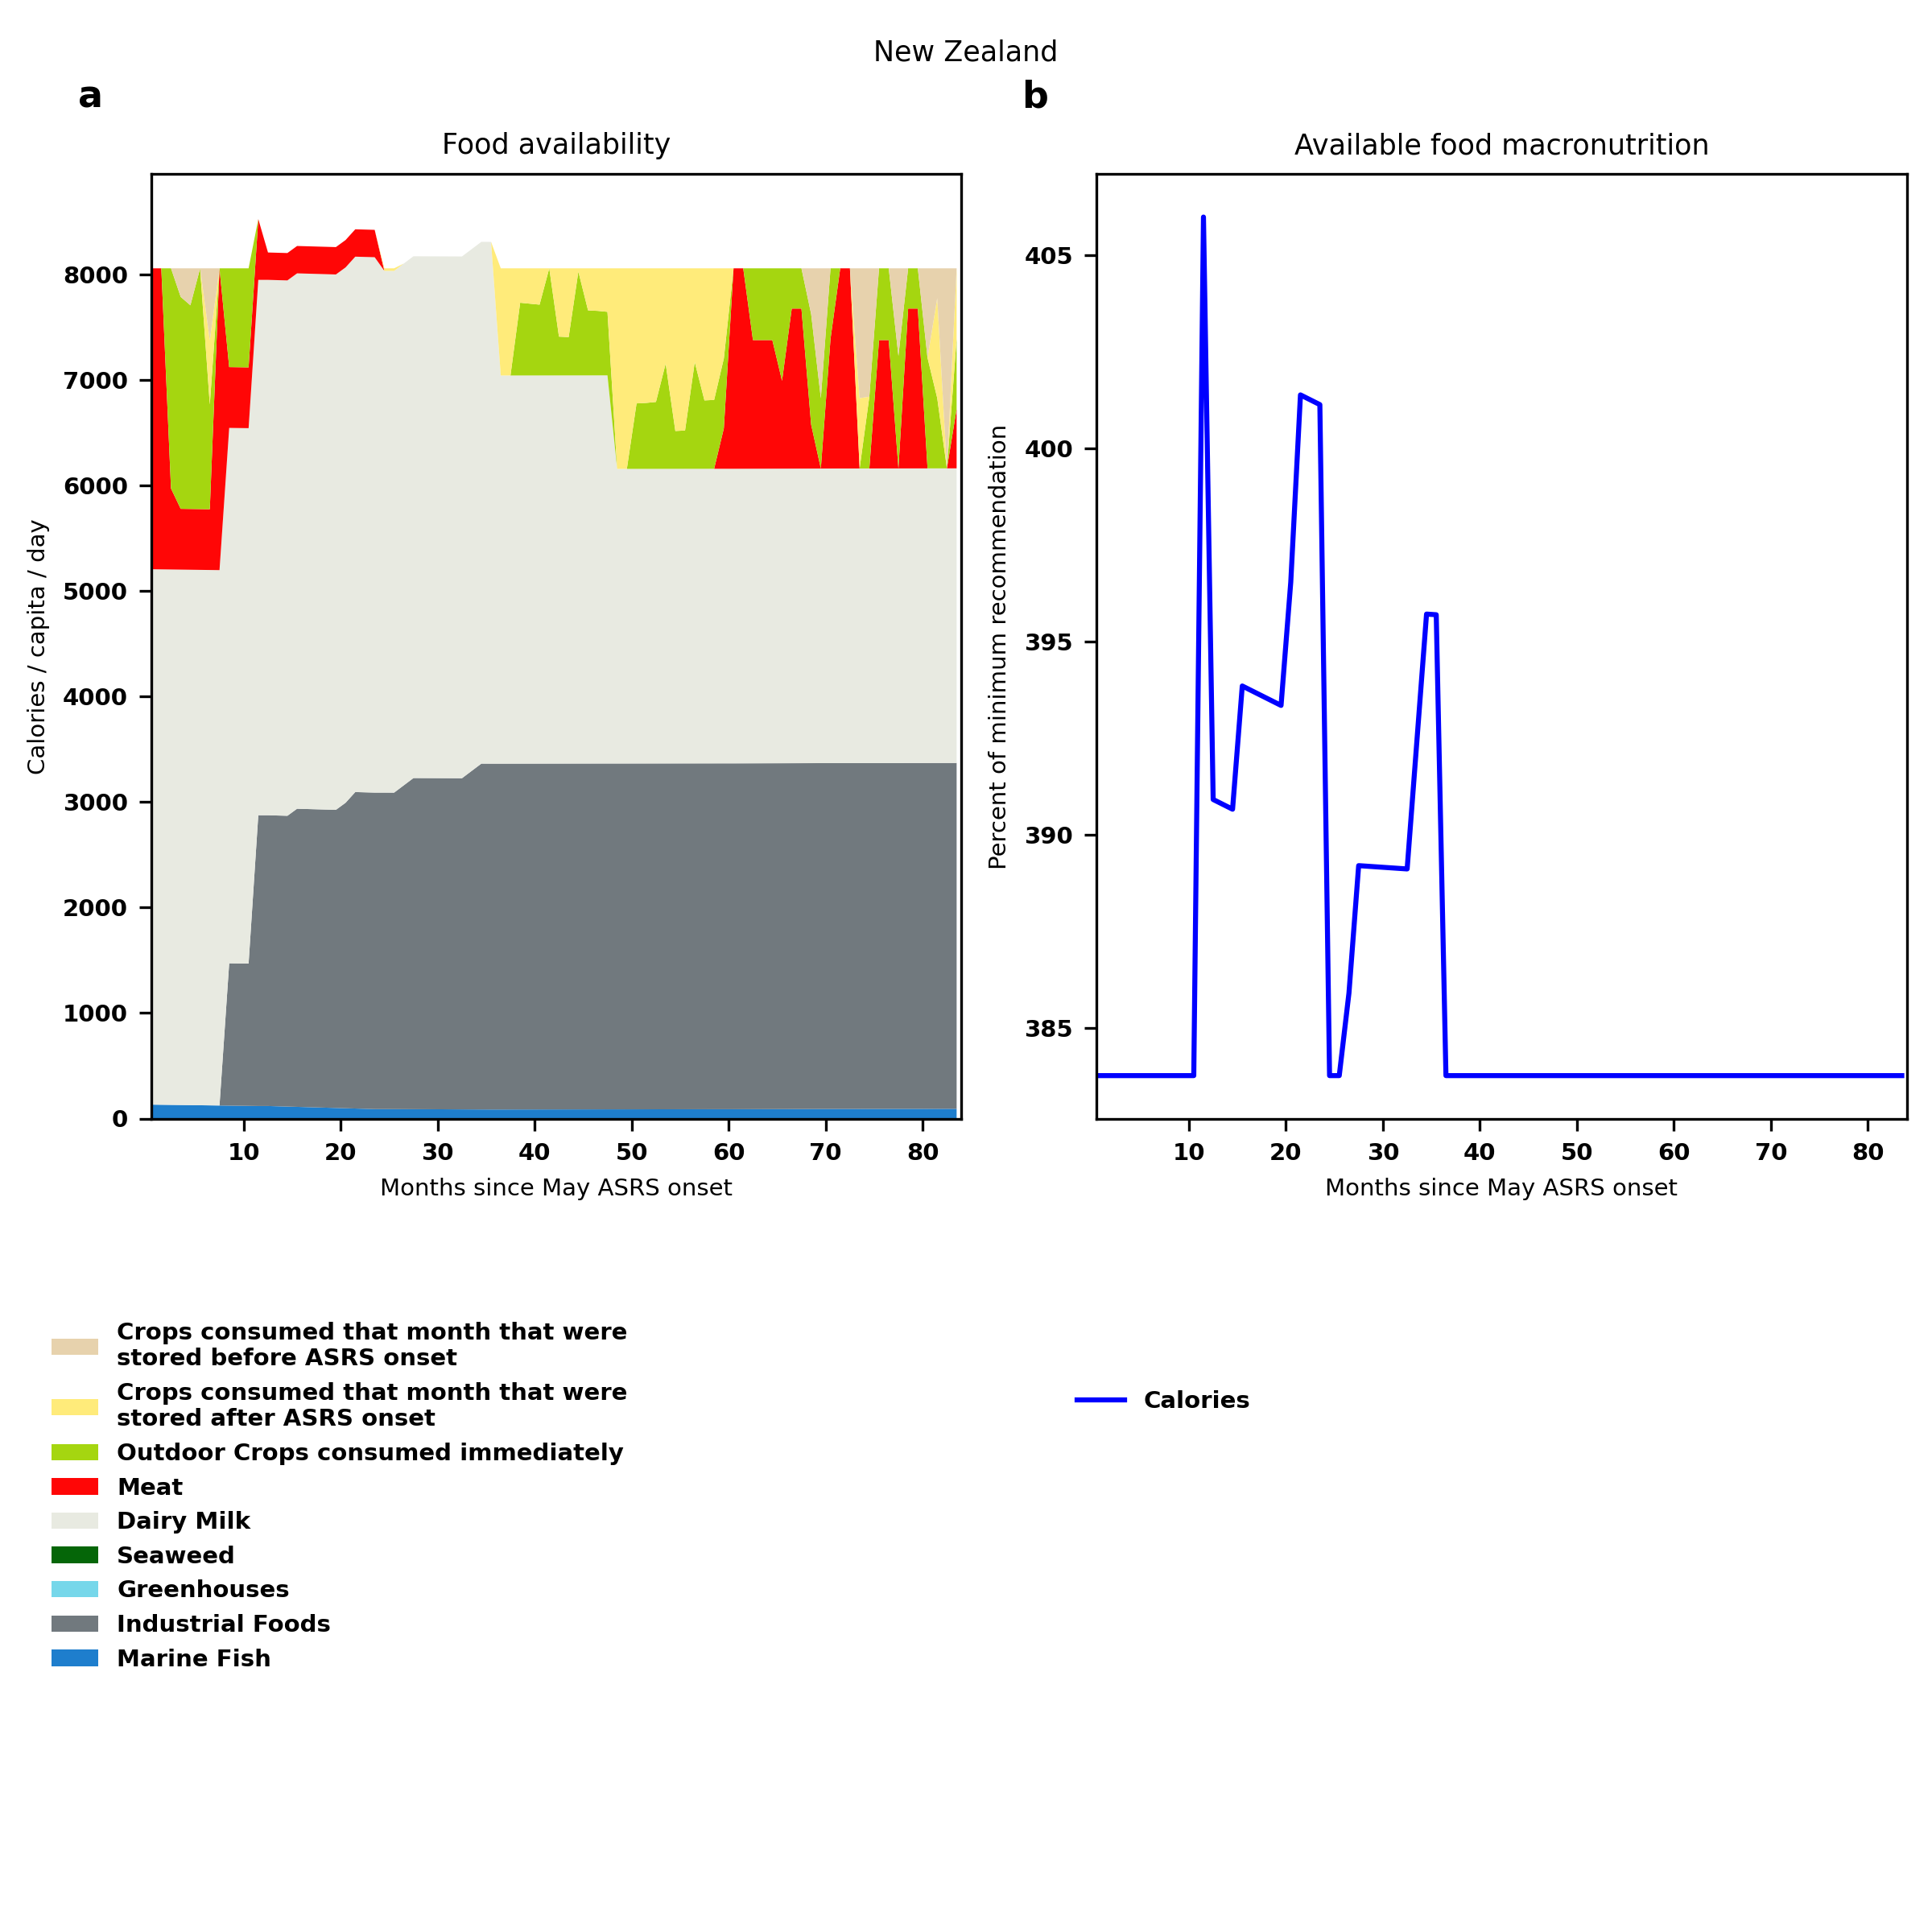 New Zealand
a
Food availability
Calories / capita / day
8000
7000
6000
5000
4000
3000
2000
1000
0
10 20 30 40 50 60 70 80
Months since May ASRS onset
b
Available food macronutrition
Percent of minimum recommendation
405
400
395
390
385
10 20 30 40 50 60 70 80
Months since May ASRS onset
Crops consumed that month that were
stored before ASRS onset
Crops consumed that month that were
stored after ASRS onset
Outdoor Crops consumed immediately
Meat
Dairy Milk
Seaweed
Greenhouses
Industrial Foods
Marine Fish
Calories